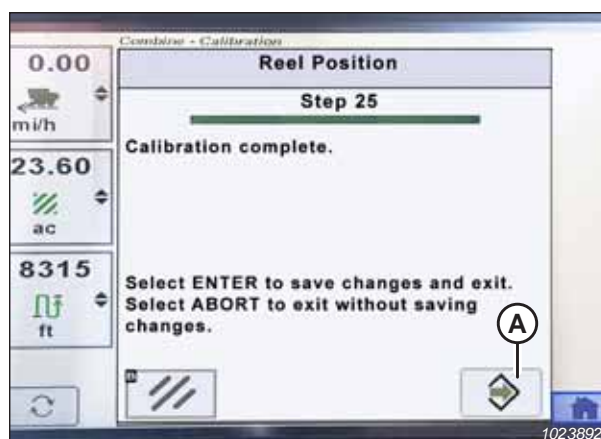 Combine - Calibration
0.00
mi/h
23.60
ac
8315
ft
Reel Position
Step 25
Calibration complete.
Select ENTER to save changes and exit.
Select ABORT to exit without saving
changes.
A
1023892